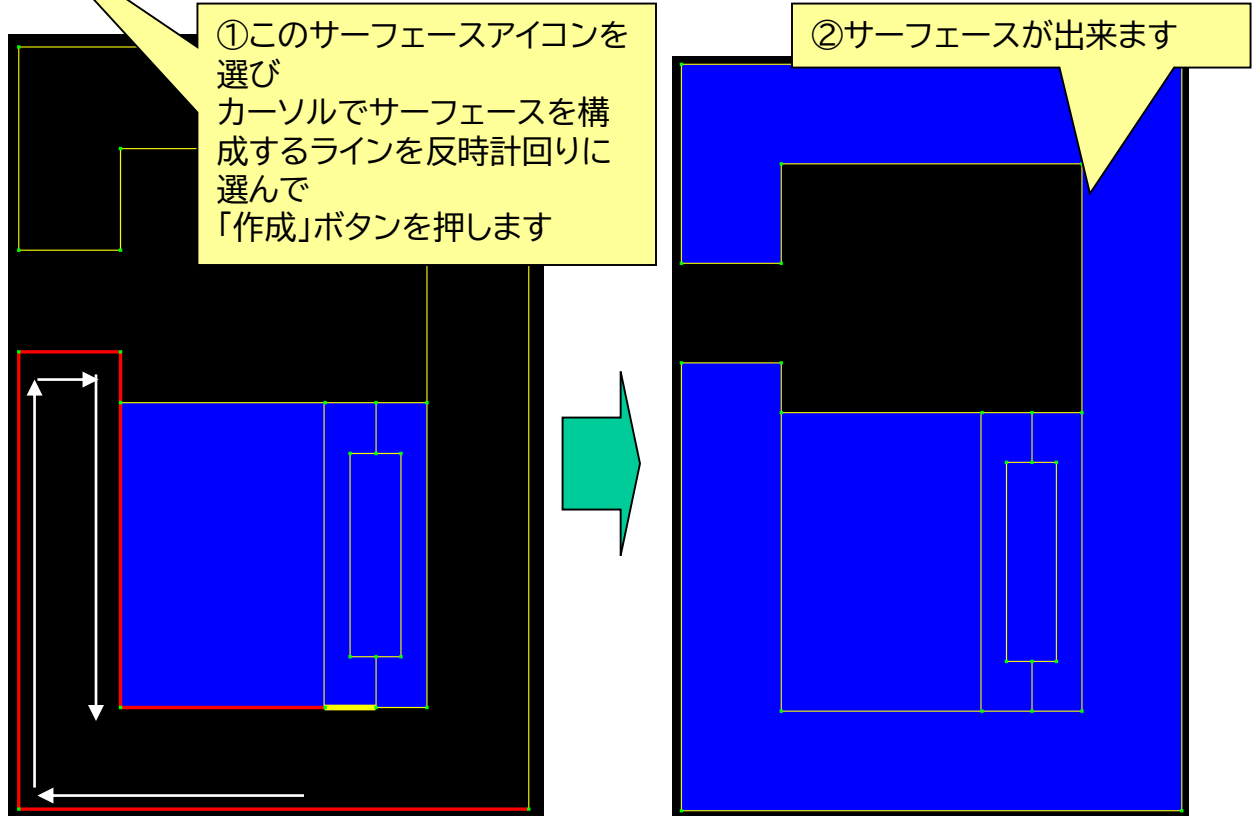 ①このサーフェースアイコンを
選び
カーソルでサーフェースを構
成するラインを反時計回りに
選んで
「作成」ボタンを押します
②サーフェースが出来ます